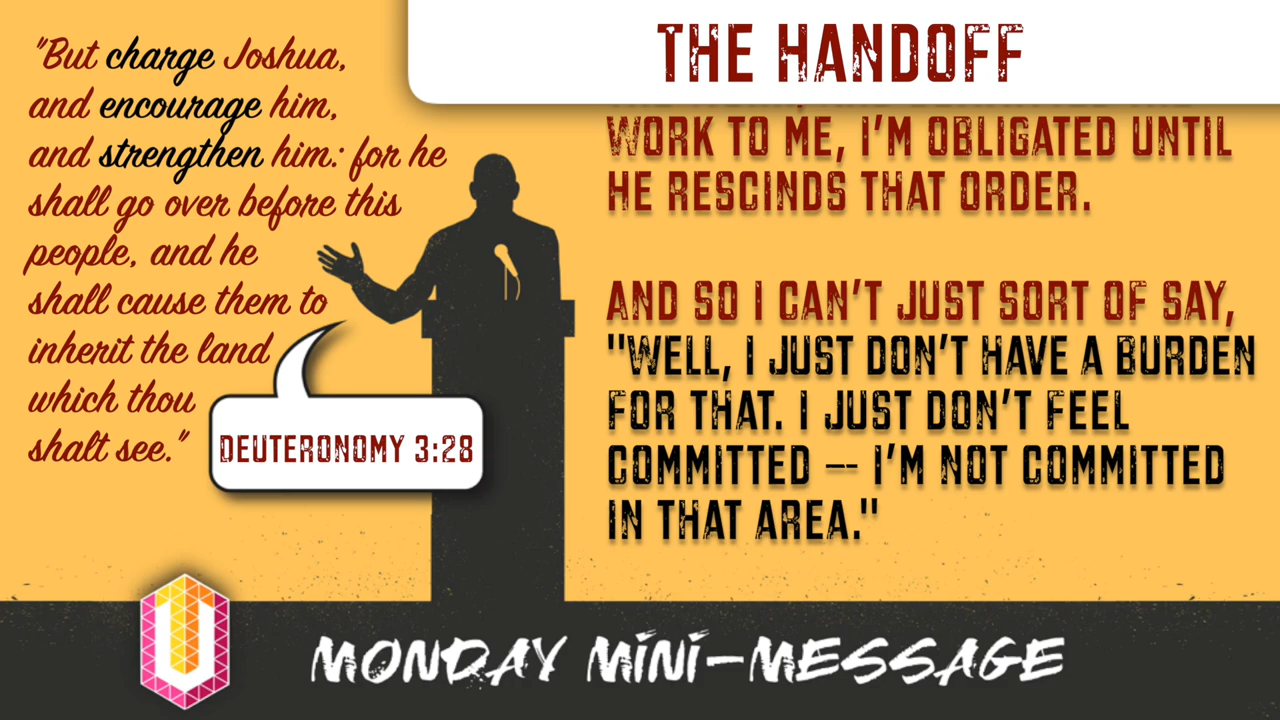 "But charge Joshua,
and encourage him,
and strengthen him: for he
shall go over before this
people, and he
shall cause them to
inherit the land
which thou
shalt see."
DEUTERONOMY 3:28
THE HANDOFF
WORK TO ME, I'M OBLIGATED UNTIL
HE RESCINDS THAT ORDER.
AND SO I CAN'T JUST SORT OF SAY,
"WELL, I JUST DON'T HAVE A BURDEN
FOR THAT. I JUST DON'T FEEL
COMMITTED –- I'M NOT COMMITTED
IN THAT AREA."
U
MONDAY MINI-MESSAGE